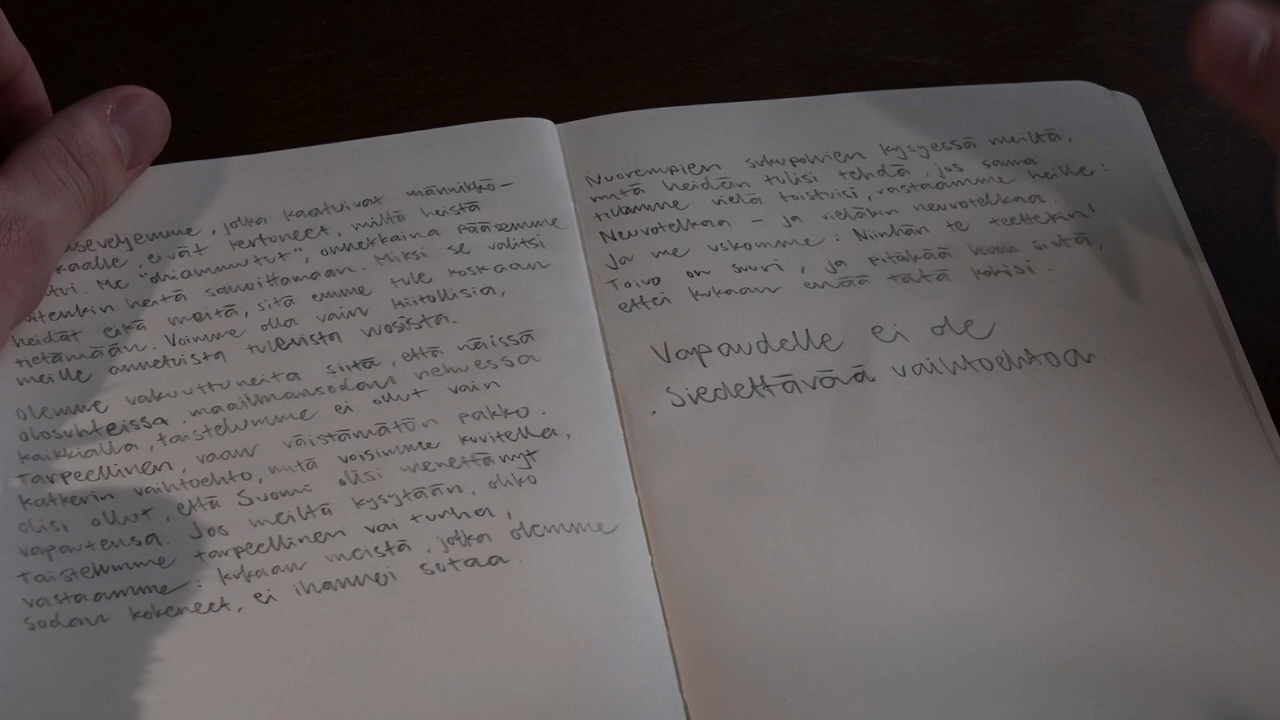 aseveljemme, jotka kaatuivat männikkö-
kaalle, eivät kertoneet, miltä heistä
Me "ohiammutut", onnekkaina pääsemme
heitä sanoittamaan. Miksi se valitsi
heidät eikä meitä, sitä emme tule koskaan
tietämään. Voimme olla vain kiitollisia,
meille annetuista tulevista vuosista.
Olemme vakuuttuneita siitä, että näissä
olosuhteissa, maailmansodan riehuessa
kaikkialla, taistelumme ei ollut vain
tarpeellinen, vaan väistämätön pakko.
Katkerin vaihtoehto, mitä voisimme kuvitella,
olisi ollut, että Suomi olisi menettänyt
vapautensa. Jos meiltä kysytään, oliko
taistelumme tarpeellinen vai turha,
vastaamme: kukaan meistä, jotka olemme
sodan kokeneet, ei ihannoi sotaa.
Nuorempien sukupolvien kysyessä meiltä,
mitä heidän tulisi tehdä, jos sama
tilanne vielä toistuisi, vastaamme heille:
Neuvotelkaa – ja vieläkin neuvotelkaa.
Ja me uskomme: Niinhän te teettekin!
Toivo on suuri, ja pitäkää huoli siitä,
ettei kukaan enää tätä kokisi.
Vapaudelle ei ole
siedettävää vaihtoehtoa